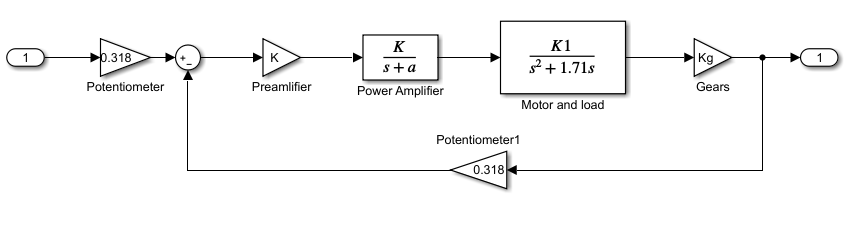 1
0.318
Potentiometer
+
−
K
Preamlifier
K
s + a
Power Amplifier
K1
s² + 1.71s
Motor and load
Kg
Gears
1
Potentiometer1
0.318